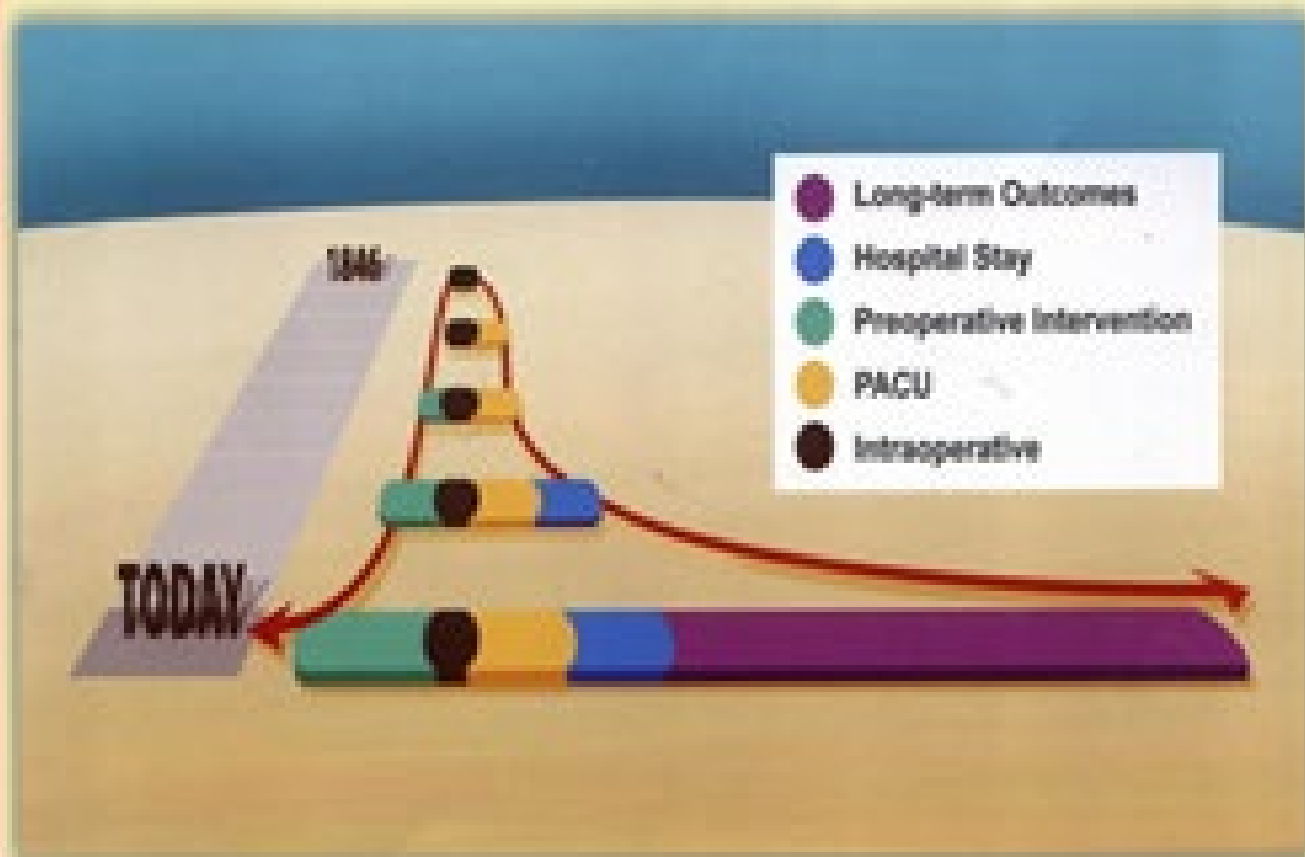 1846
TODAY
Long-term Outcomes
Hospital Stay
Preoperative Intervention
PACU
Intraoperative